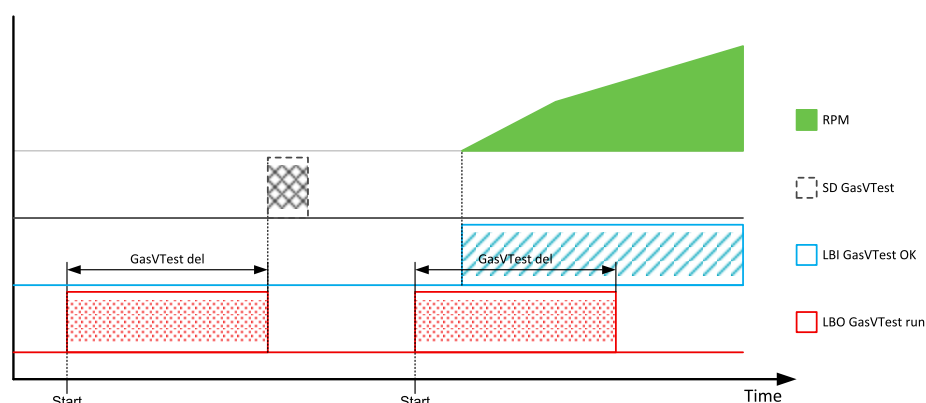 RPM
SD GasVTest
GasVTest del
GasVTest del
LBI GasVTest OK
LBO GasVTest run
Time
Start
Start